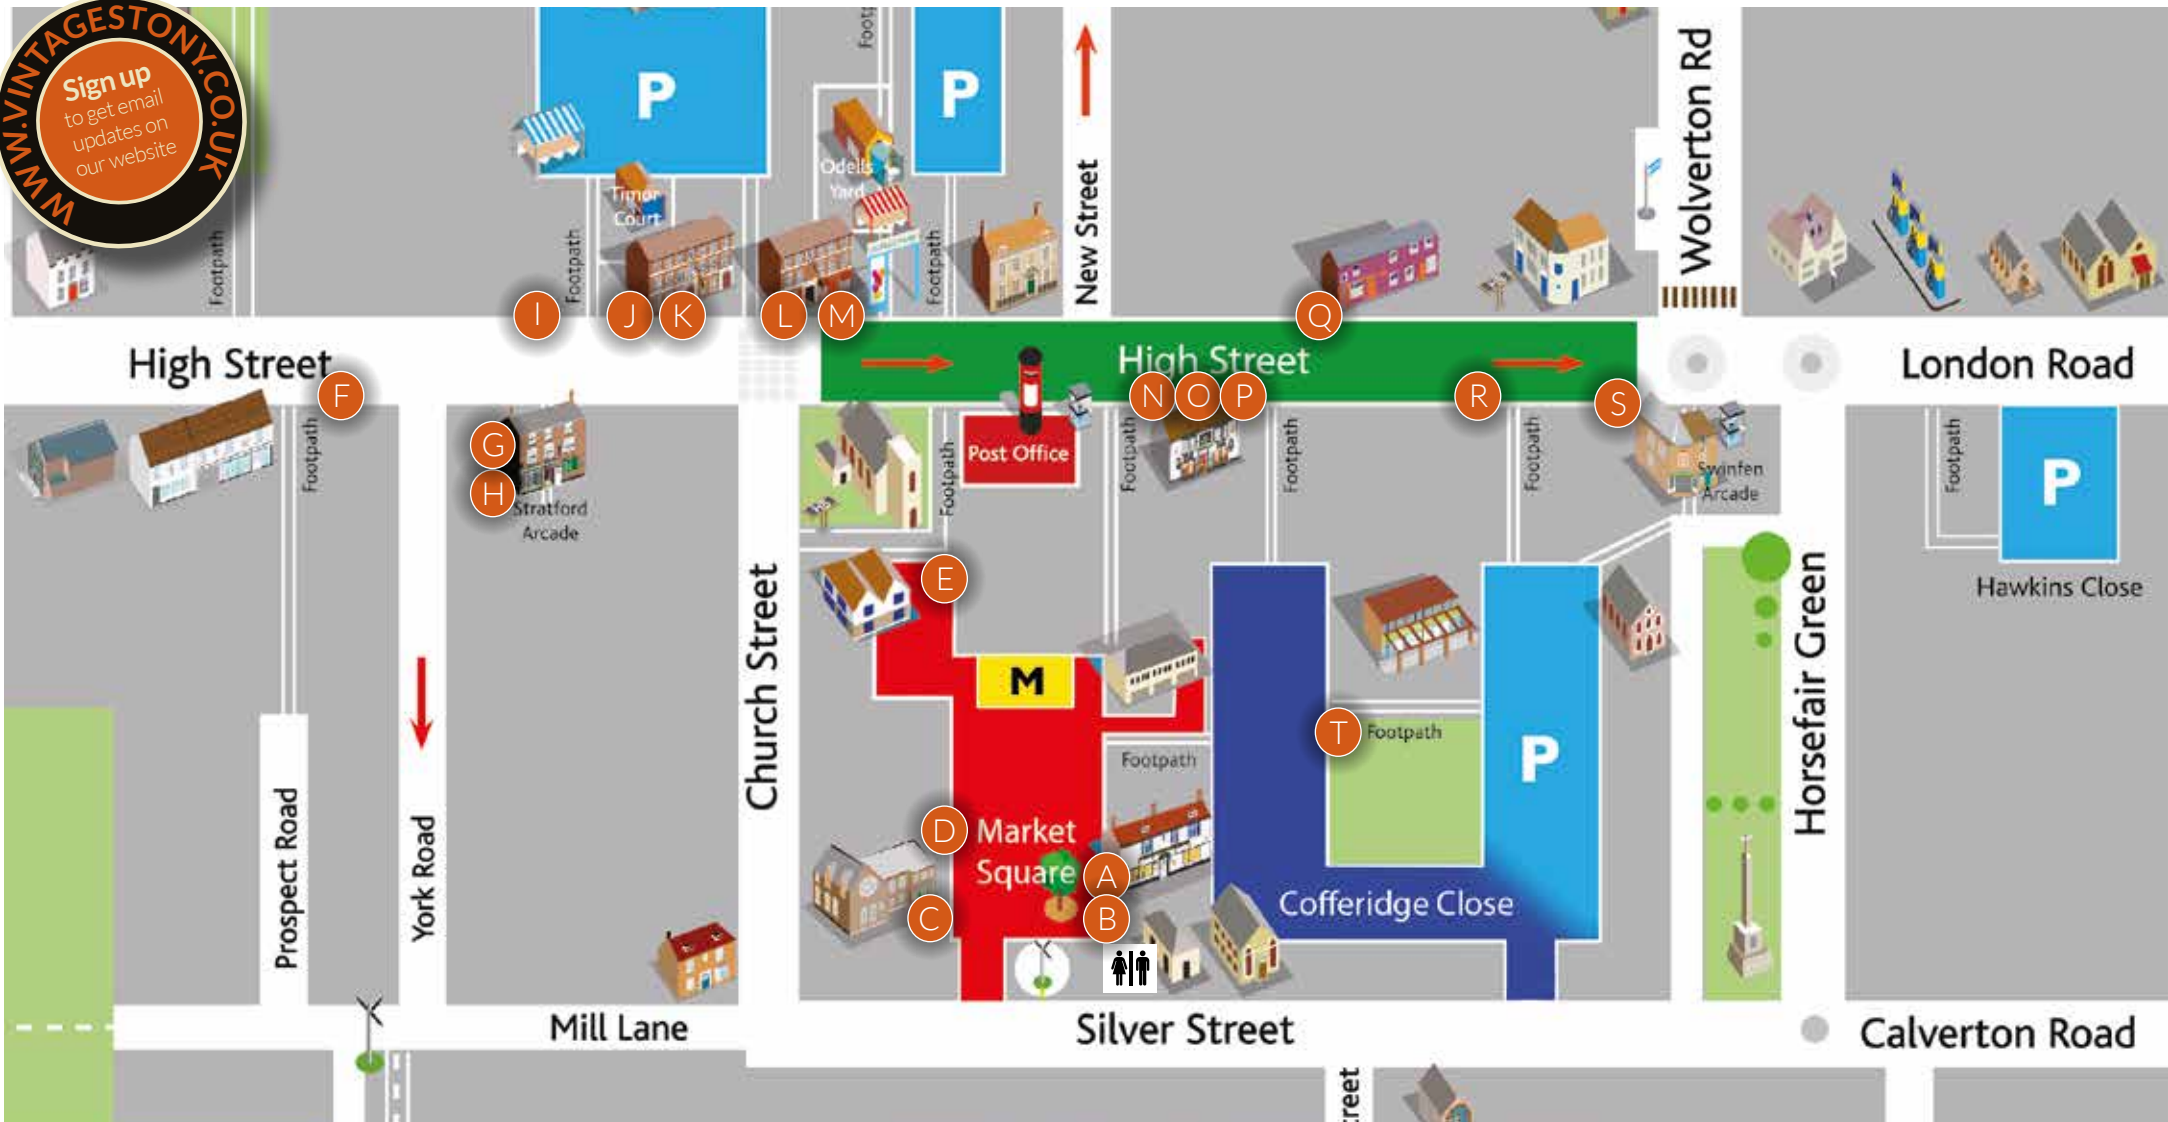 WWW.VINTAGESTONY.CO.UK
Sign up
to get email
updates on
our website
P
P
Footpath
Footpath
Footpath
Footpath
Timor
Court
Odells
Yard
New Street
Wolverton Rd
I
J
K
L
M
Q
High Street
High Street
London Road
F
N
O
P
R
S
G
H
Stratford
Arcade
Footpath
Footpath
Post Office
Footpath
Footpath
Footpath
Swinfen
Arcade
Footpath
P
Hawkins Close
E
M
Church Street
T
Footpath
Footpath
P
Horsefair Green
Prospect Road
York Road
D
Market
Square
A
B
C
Cofferidge Close
Mill Lane
Silver Street
Calverton Road